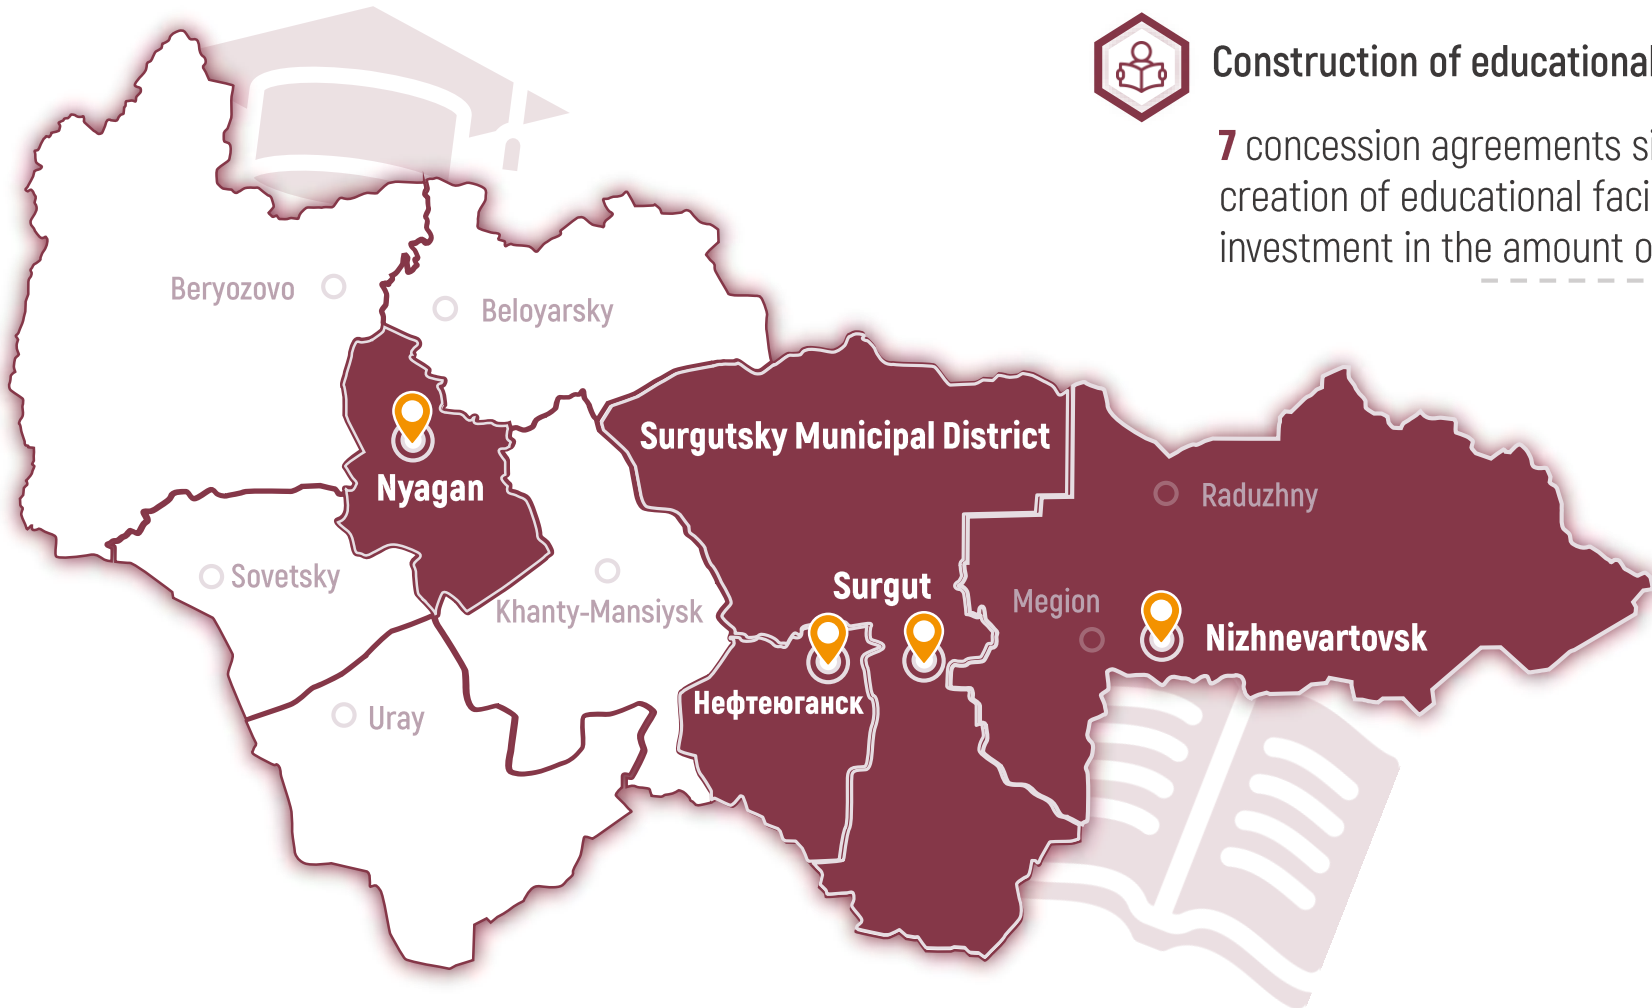 Construction of educational
7 concession agreements
creation of educational
investment in the amount
Beryozovo
Beloyarsky
Surgutsky Municipal District
Nyagan
Raduzhny
Sovetsky
Surgut
Khanty-Mansiysk
Megion
Nizhnevartovsk
Нефтеюганск
Uray